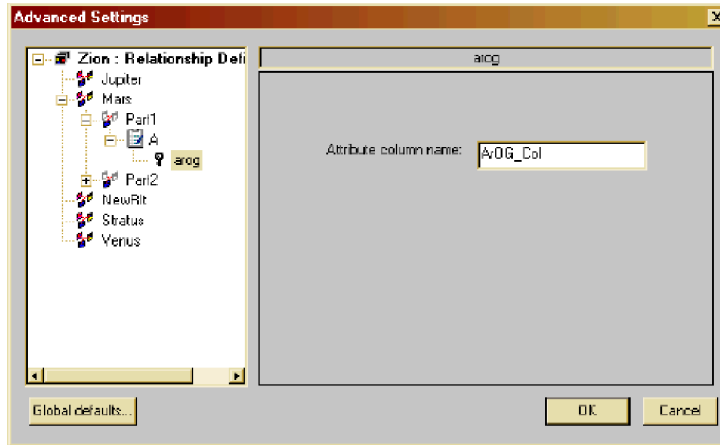 Advanced Settings
Zion : Relationship Defi
Jupiter
Mars
Part1
A
arog
Part2
NewRlt
Stratus
Venus
arog
Attribute column name:
ArOG_Col
Global defaults...
OK
Cancel